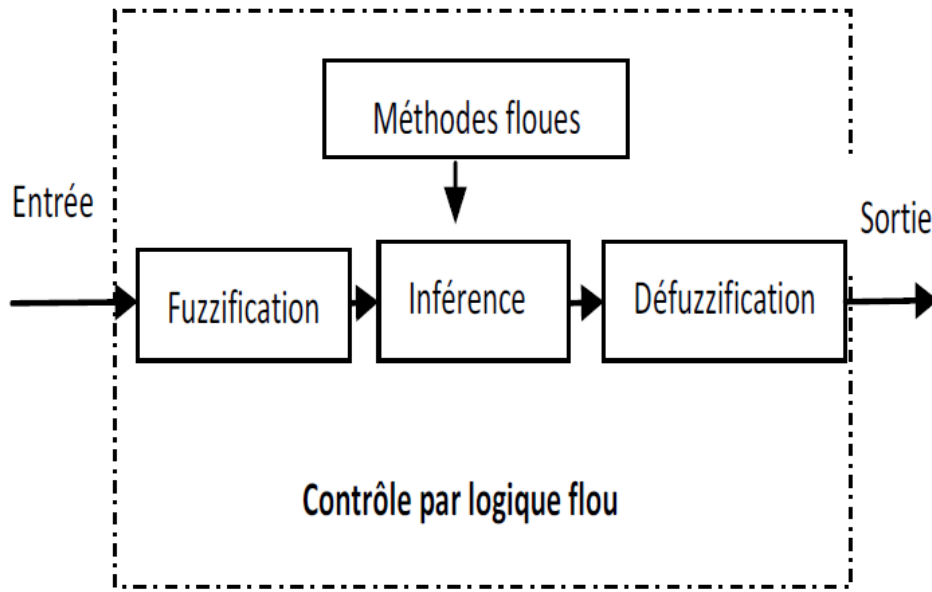 Méthodes floues
Entrée
Sortie
Fuzzification
Inférence
Défuzzification
Contrôle par logique flou